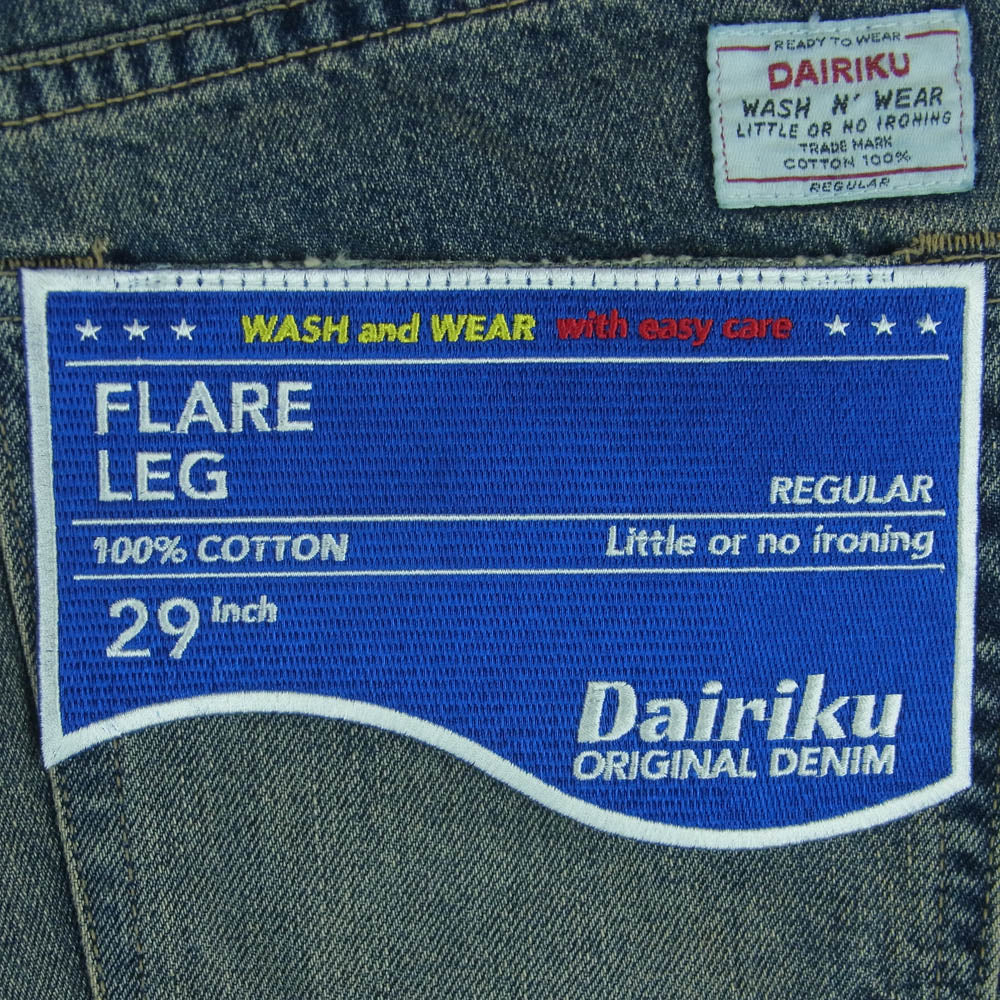 READY TO WEAR
DAIRIKU
WASH N' WEAR
LITTLE OR NO IRONING
TRADE MARK
COTTON 100%
REGULAR
WASH and WEAR with easy care
FLARE
LEG
REGULAR
100% COTTON Little or no ironing
29 inch
Dairiku
ORIGINAL DENIM